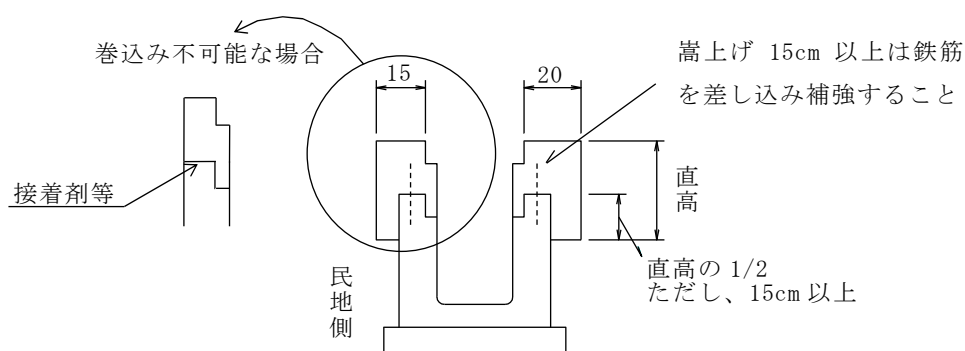 巻込み不可能な場合
嵩上げ 15cm 以上は鉄筋
を差し込み補強すること
15
20
接着剤等
直高
直高の 1/2
ただし、15cm 以上
民地側